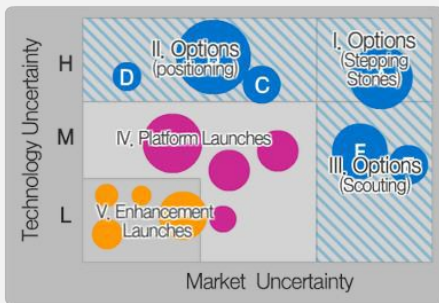 Technology Uncertainty
H
M
L
II. Options
(positioning)
D
C
I. Options
(Stepping
Stones)
IV. Platform Launches
III. Options
(Scouting)
V. Enhancement
Launches
Market Uncertainty